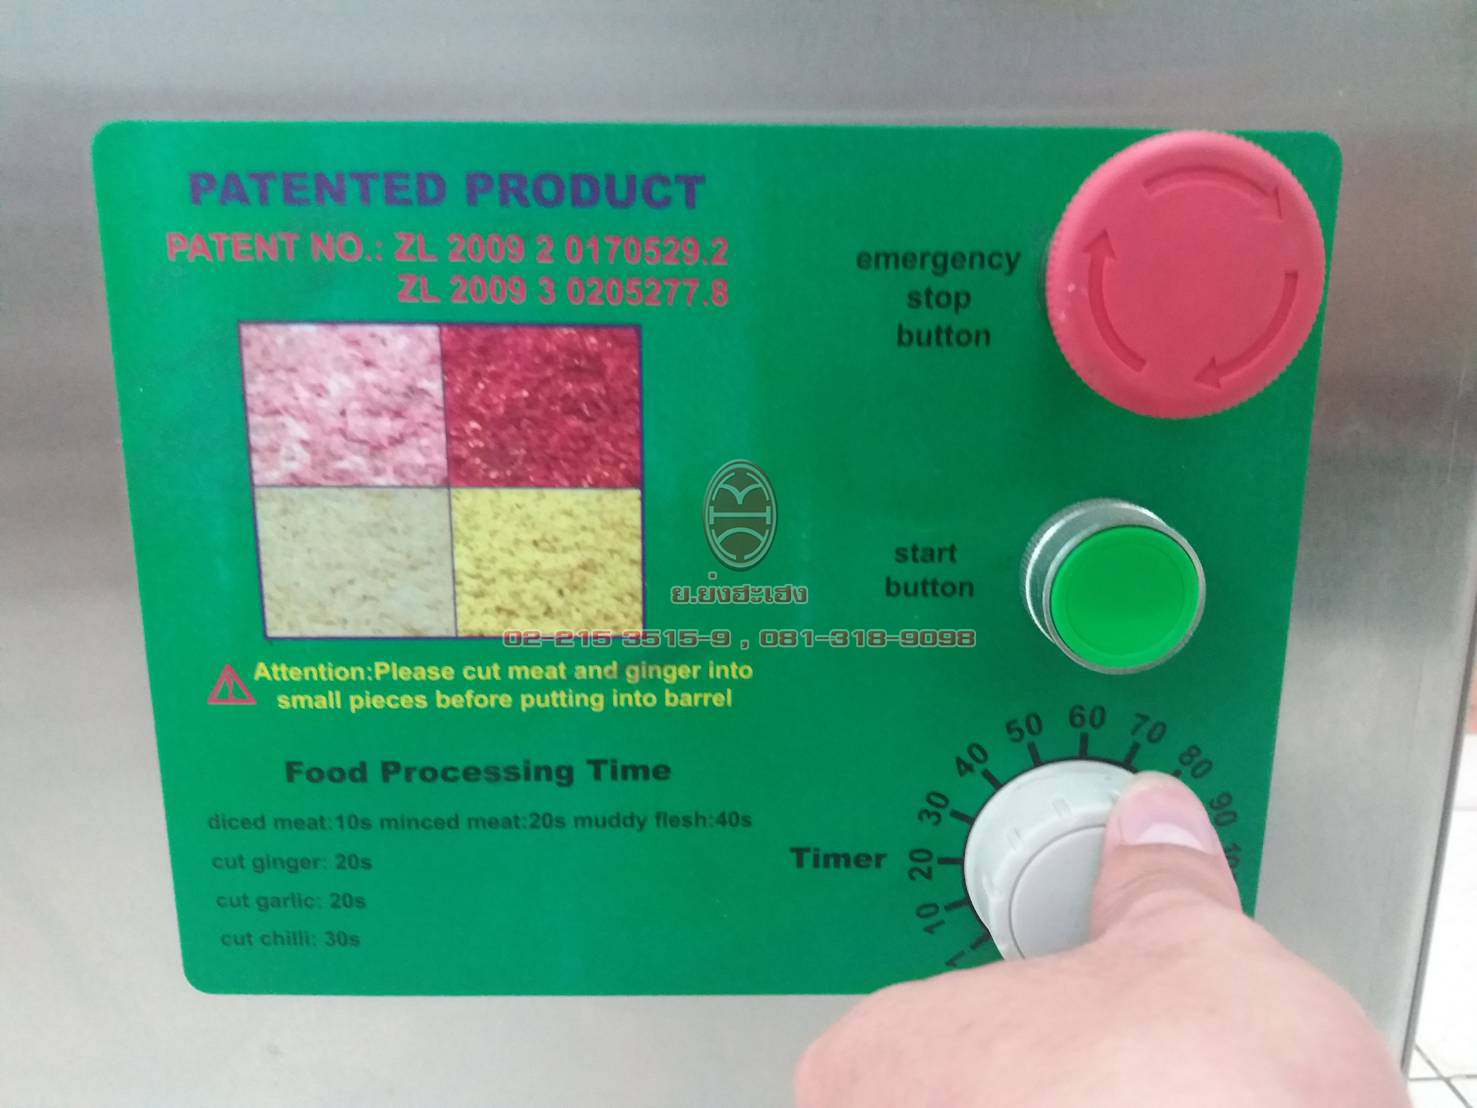 PATENTED PRODUCT
PATENT NO.: ZL 2009 2 0170529.2
ZL 2009 3 0205277.8
emergency
stop
button
start
button
ย.ย่งฮะเฮง
02-215 3515-9 , 081-318-9098
Attention:Please cut meat and ginger into
small pieces before putting into barrel
Food Processing Time
diced meat:10s minced meat:20s muddy flesh:40s
cut ginger: 20s
cut garlic: 20s
cut chilli: 30s
Timer
1
10
20
30
40
50
60
70
80
90